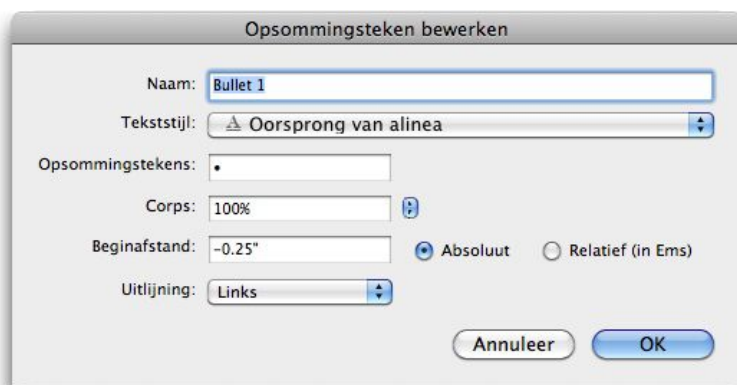 Opsommingsteken bewerken
Naam: Bullet 1
Tekststijl: A Oorsprong van alinea
Opsommingstekens: •
Corps: 100%
Beginafstand: -0.25" Absoluut Relatief (in Ems)
Uitlijning: Links
Annuleer OK